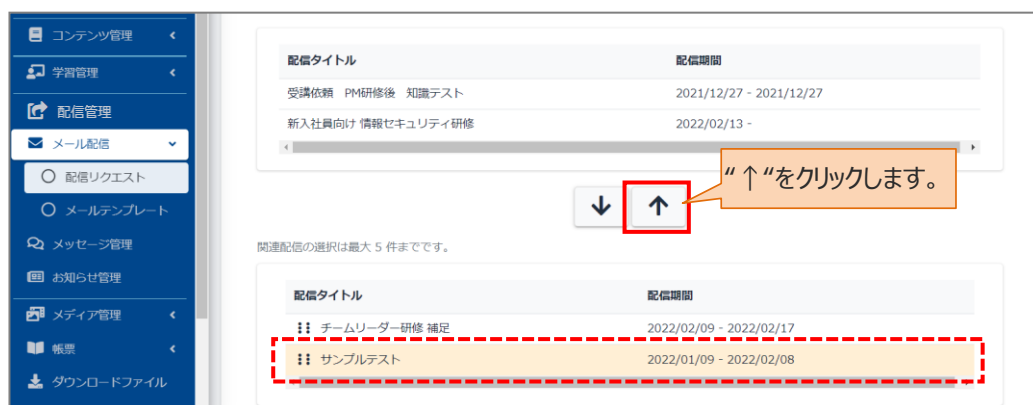 コンテンツ管理
学習管理
配信管理
メール配信
配信リクエスト
メールテンプレート
メッセージ管理
お知らせ管理
メディア管理
帳票
ダウンロードファイル
配信タイトル 配信期間
受講依頼　PM研修後　知識テスト 2021/12/27 - 2021/12/27
新入社員向け 情報セキュリティ研修 2022/02/13 -
“↑“をクリックします。
関連配信の選択は最大 5 件までです。
配信タイトル 配信期間
チームリーダー研修 補足 2022/02/09 - 2022/02/17
サンプルテスト 2022/01/09 - 2022/02/08